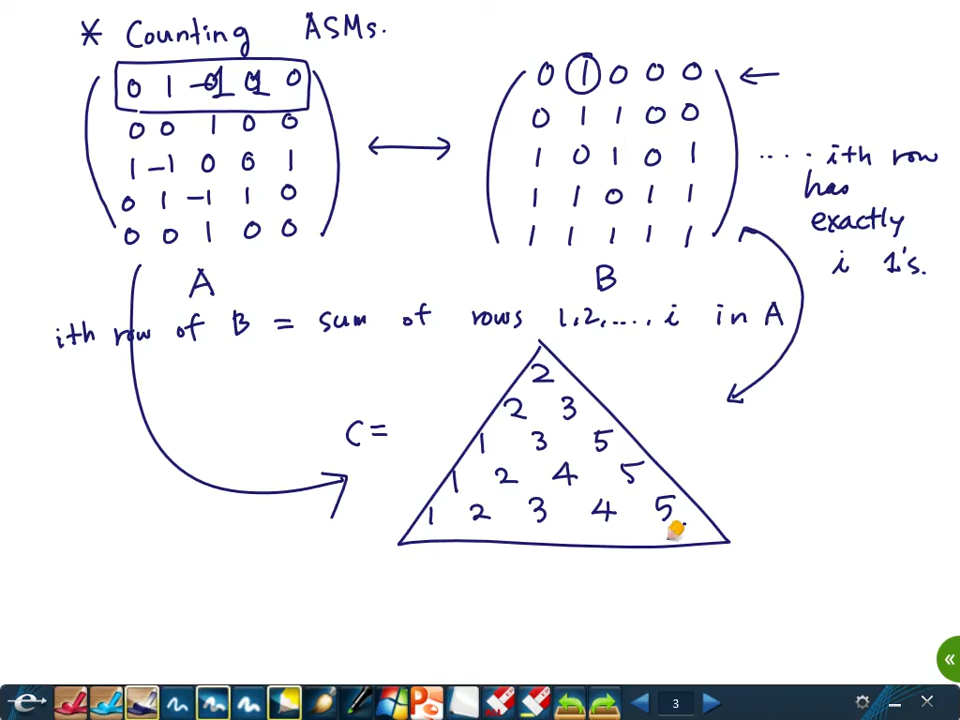 * Counting ASMs.
0 1 0 0 0
0 0 1 0 0
1 -1 0 0 1
0 1 -1 1 0
0 0 1 0 0
A
0 1 0 0 0
0 1 1 0 0
1 0 1 0 1
1 1 0 1 1
1 1 1 1 1
B
.... ith row
has
exactly
i 1's.
ith row of B = sum of rows 1,2,...., i in A
C =
2
2 3
1 3 5
1 2 4 5
1 2 3 4 5
3